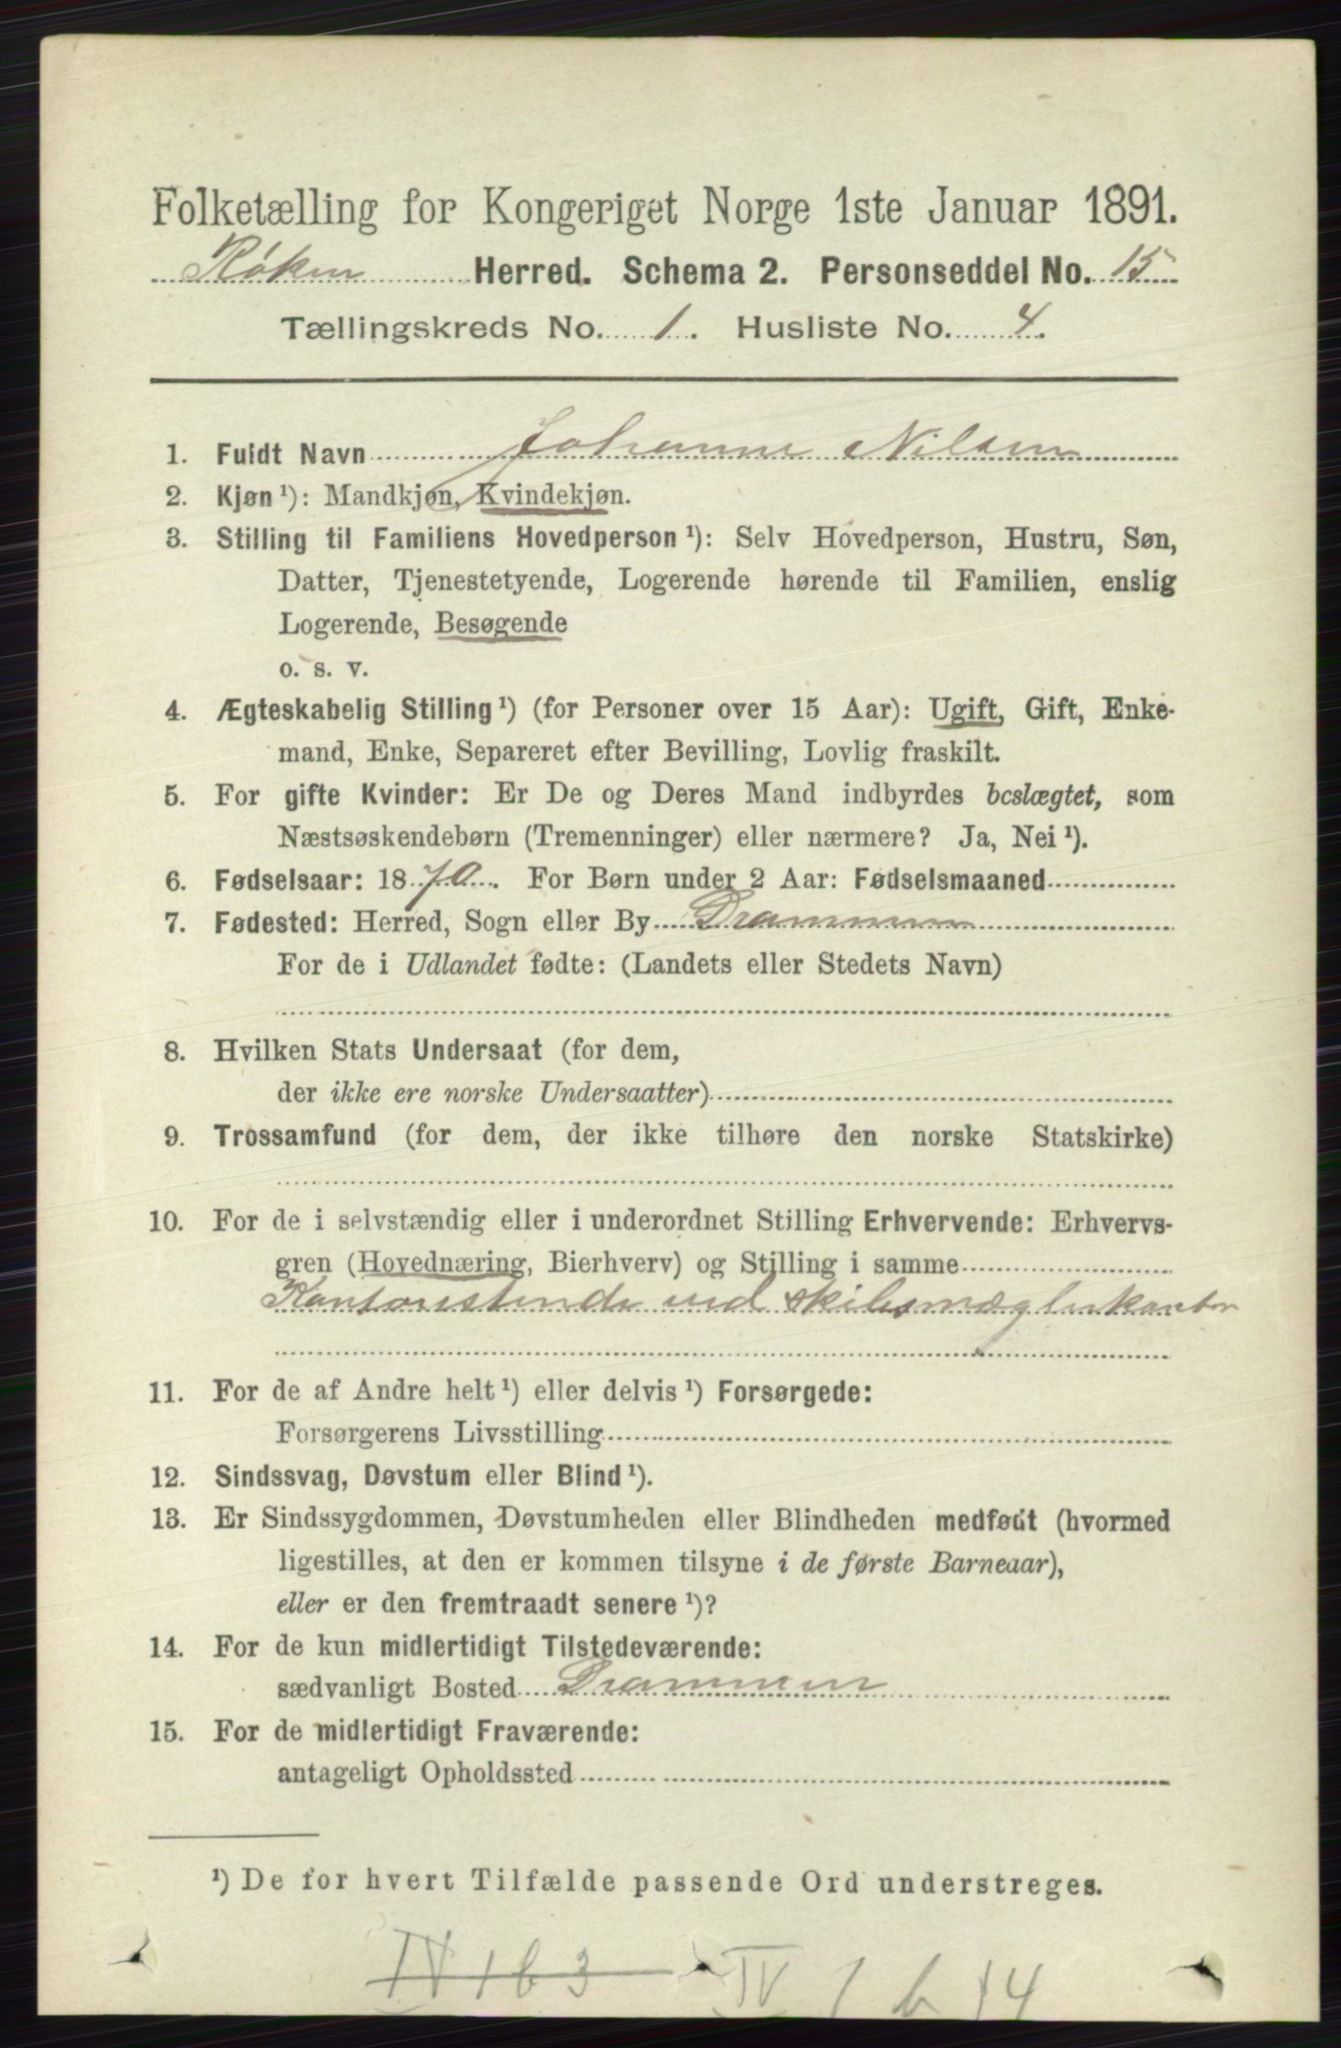 Folketælling for Kongeriget Norge 1ste Januar 1891.
Røken Herred. Schema 2. Personseddel No. 15
Tællingskreds No. 1. Husliste No. 4.
1. Fuldt Navn Johanne Nilsen
2. Kjøn¹): Mandkjøn, Kvindekjøn.
3. Stilling til Familiens Hovedperson¹): Selv Hovedperson, Hustru, Søn,
Datter, Tjenestetyende, Logerende hørende til Familien, enslig
Logerende, Besøgende
o. s. v.
4. Ægteskabelig Stilling¹) (for Personer over 15 Aar): Ugift, Gift, Enke-
mand, Enke, Separeret efter Bevilling, Lovlig fraskilt.
5. For gifte Kvinder: Er De og Deres Mand indbyrdes beslægtet, som
Næstsøskendebørn (Tremenninger) eller nærmere? Ja, Nei¹).
6. Fødselsaar: 1870. For Børn under 2 Aar: Fødselsmaaned
7. Fødested: Herred, Sogn eller By Drammen
For de i Udlandet fødte: (Landets eller Stedets Navn)
8. Hvilken Stats Undersaat (for dem,
der ikke ere norske Undersaatter)
9. Trossamfund (for dem, der ikke tilhøre den norske Statskirke)
10. For de i selvstændig eller i underordnet Stilling Erhvervende: Erhvervs-
gren (Hovednæring, Bierhverv) og Stilling i samme
Kontoristinde ved skibsmæglerkontor
11. For de af Andre helt¹) eller delvis¹) Forsørgede:
Forsørgerens Livsstilling
12. Sindssvag, Døvstum eller Blind¹).
13. Er Sindssygdommen, Døvstumheden eller Blindheden medfødt (hvormed
ligestilles, at den er kommen tilsyne i de første Barneaar),
eller er den fremtraadt senere¹)?
14. For de kun midlertidigt Tilstedeværende:
sædvanligt Bosted Drammen
15. For de midlertidigt Fraværende:
antageligt Opholdssted
¹) De for hvert Tilfælde passende Ord understreges.
IV 1 b 3 IV 1 b 14